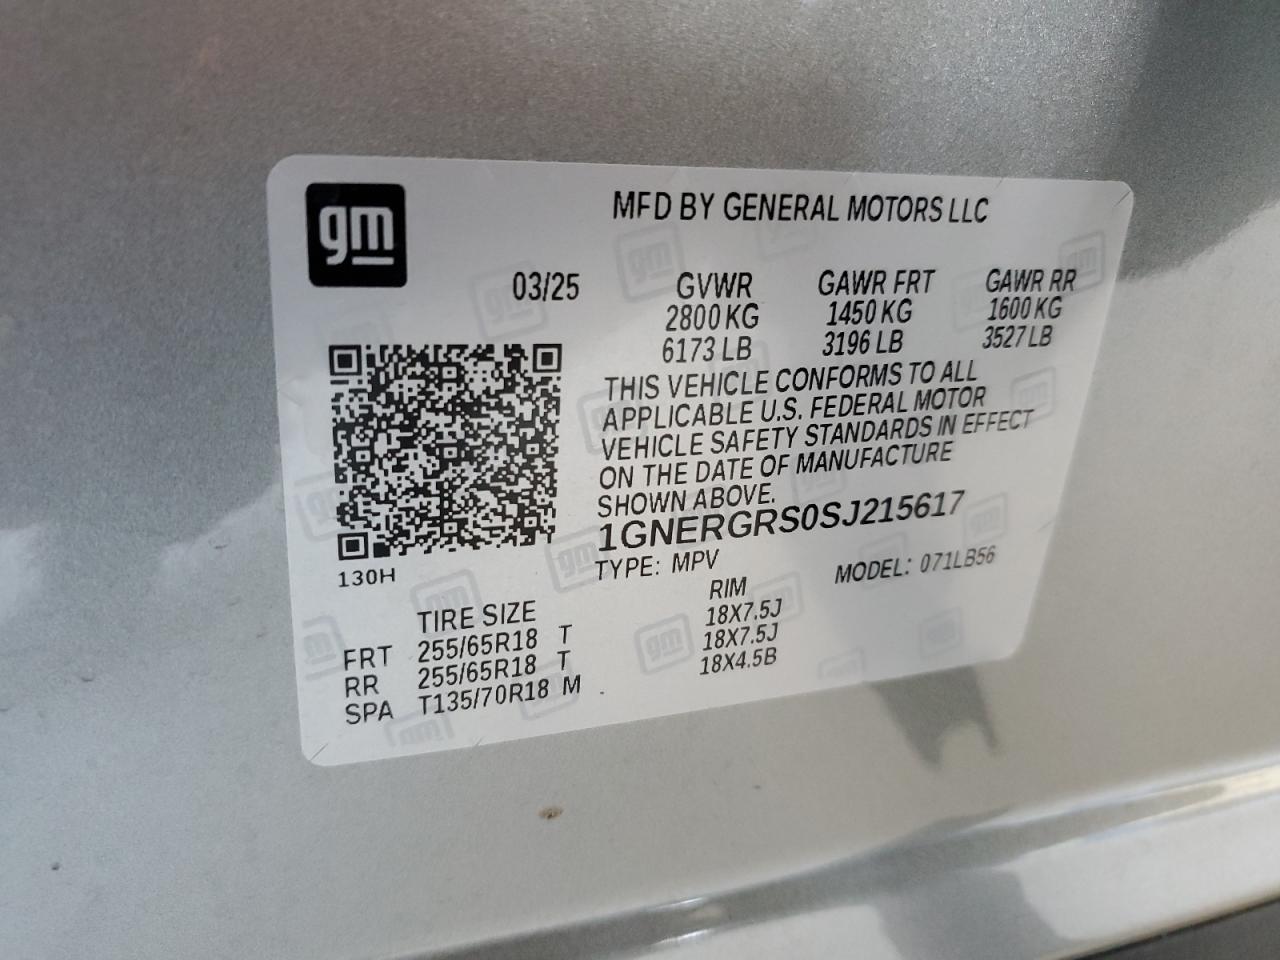 gm
MFD BY GENERAL MOTORS LLC
03/25 GVWR GAWR FRT GAWR RR
2800 KG 1450 KG 1600 KG
6173 LB 3196 LB 3527 LB
THIS VEHICLE CONFORMS TO ALL
APPLICABLE U.S. FEDERAL MOTOR
VEHICLE SAFETY STANDARDS IN EFFECT
ON THE DATE OF MANUFACTURE
SHOWN ABOVE.
1GNERGRS0SJ215617
TYPE: MPV MODEL: 071LB56
130H
TIRE SIZE RIM
FRT 255/65R18 T 18X7.5J
RR 255/65R18 T 18X7.5J
SPA T135/70R18 M 18X4.5B